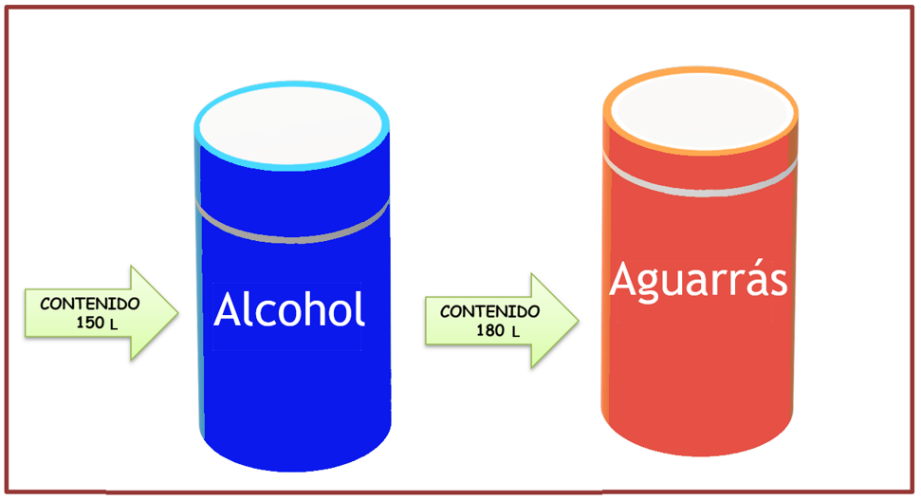 CONTENIDO
150 L
Alcohol
CONTENIDO
180 L
Aguarrás